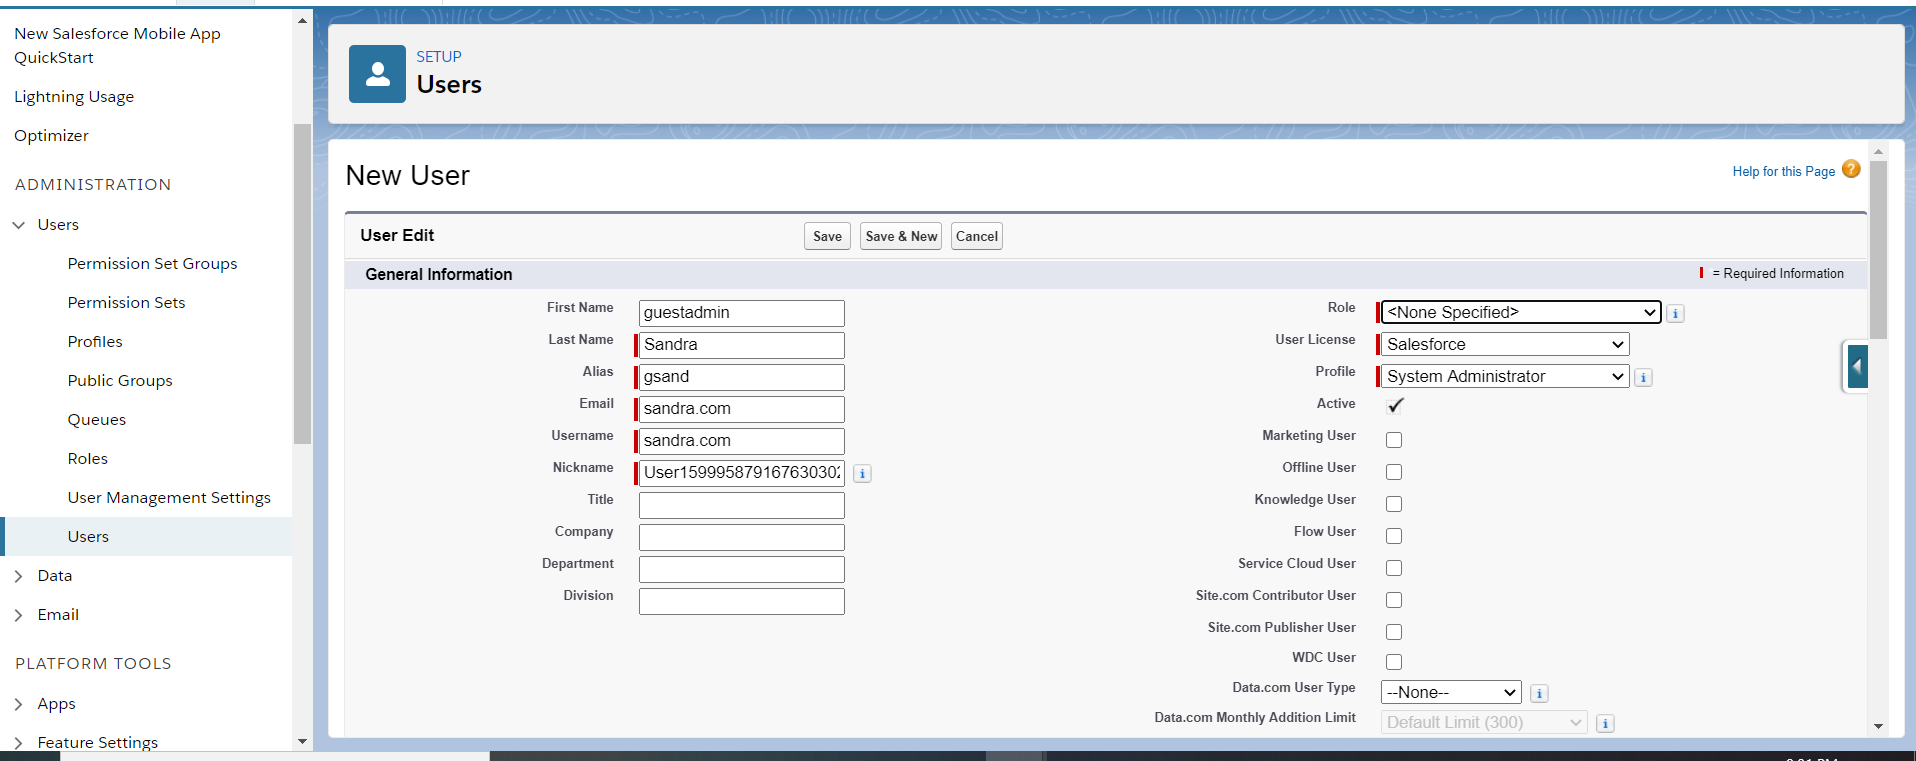 New Salesforce Mobile App
QuickStart
Lightning Usage
Optimizer
ADMINISTRATION
Users
Permission Set Groups
Permission Sets
Profiles
Public Groups
Queues
Roles
User Management Settings
Users
Data
Email
PLATFORM TOOLS
Apps
Feature Settings
SETUP
Users
New User
Help for this Page ?
User Edit Save Save & New Cancel
General Information = Required Information
First Name guestadmin
Last Name Sandra
Alias gsand
Email sandra.com
Username sandra.com
Nickname User159995879167630302 i
Title
Company
Department
Division
Role <None Specified> i
User License Salesforce
Profile System Administrator i
Active
Marketing User
Offline User
Knowledge User
Flow User
Service Cloud User
Site.com Contributor User
Site.com Publisher User
WDC User
Data.com User Type --None-- i
Data.com Monthly Addition Limit Default Limit (300) i